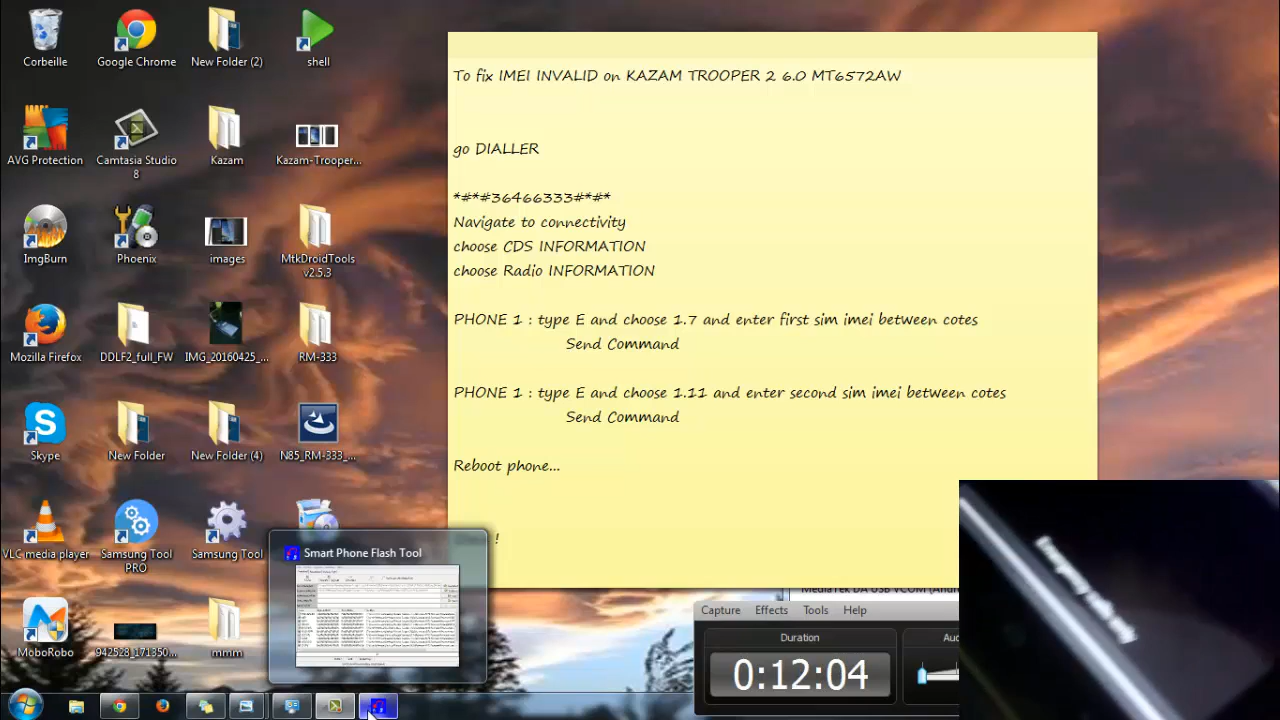 Corbeille
Google Chrome
New Folder (2)
shell
AVG Protection
Camtasia Studio
8
Kazam
Kazam-Trooper...
ImgBurn
Phoenix
images
MtkDroidTools
v2.5.3
Mozilla Firefox
DDLF2_full_FW
IMG_20160425_...
RM-333
Skype
New Folder
New Folder (4)
N85_RM-333_...
VLC media player
Samsung Tool
PRO
Samsung Tool
MoboRobo
942528_171350...
mmm
To fix IMEI INVALID on KAZAM TROOPER 2 6.0 MT6572AW
go DIALLER
*#*#36466333#*#*
Navigate to connectivity
choose CDS INFORMATION
choose Radio INFORMATION
PHONE 1 : type E and choose 1.7 and enter first sim imei between cotes
Send Command
PHONE 1 : type E and choose 1.11 and enter second sim imei between cotes
Send Command
Reboot phone...
!
Smart Phone Flash Tool
MediaTek DA USB VCOM
Capture Effects Tools Help
Duration
0:12:04